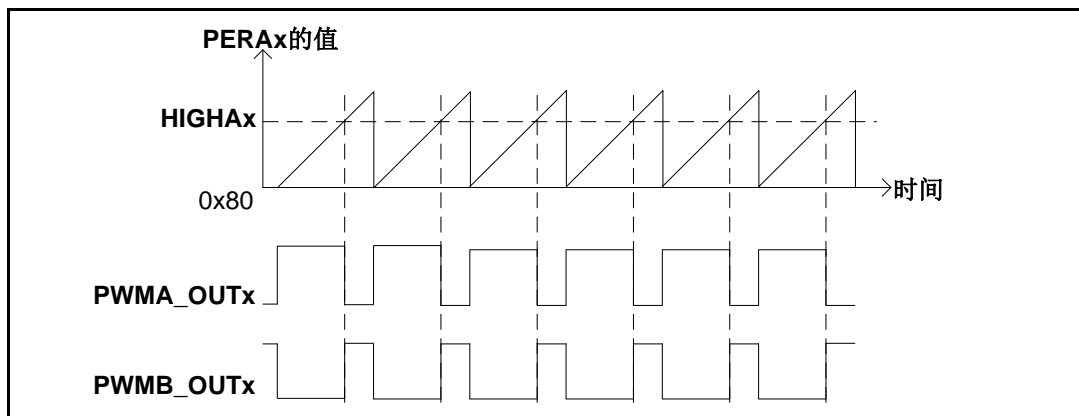 PERAx的值
HIGHAx
0x80
时间
PWMA_OUTx
PWMB_OUTx